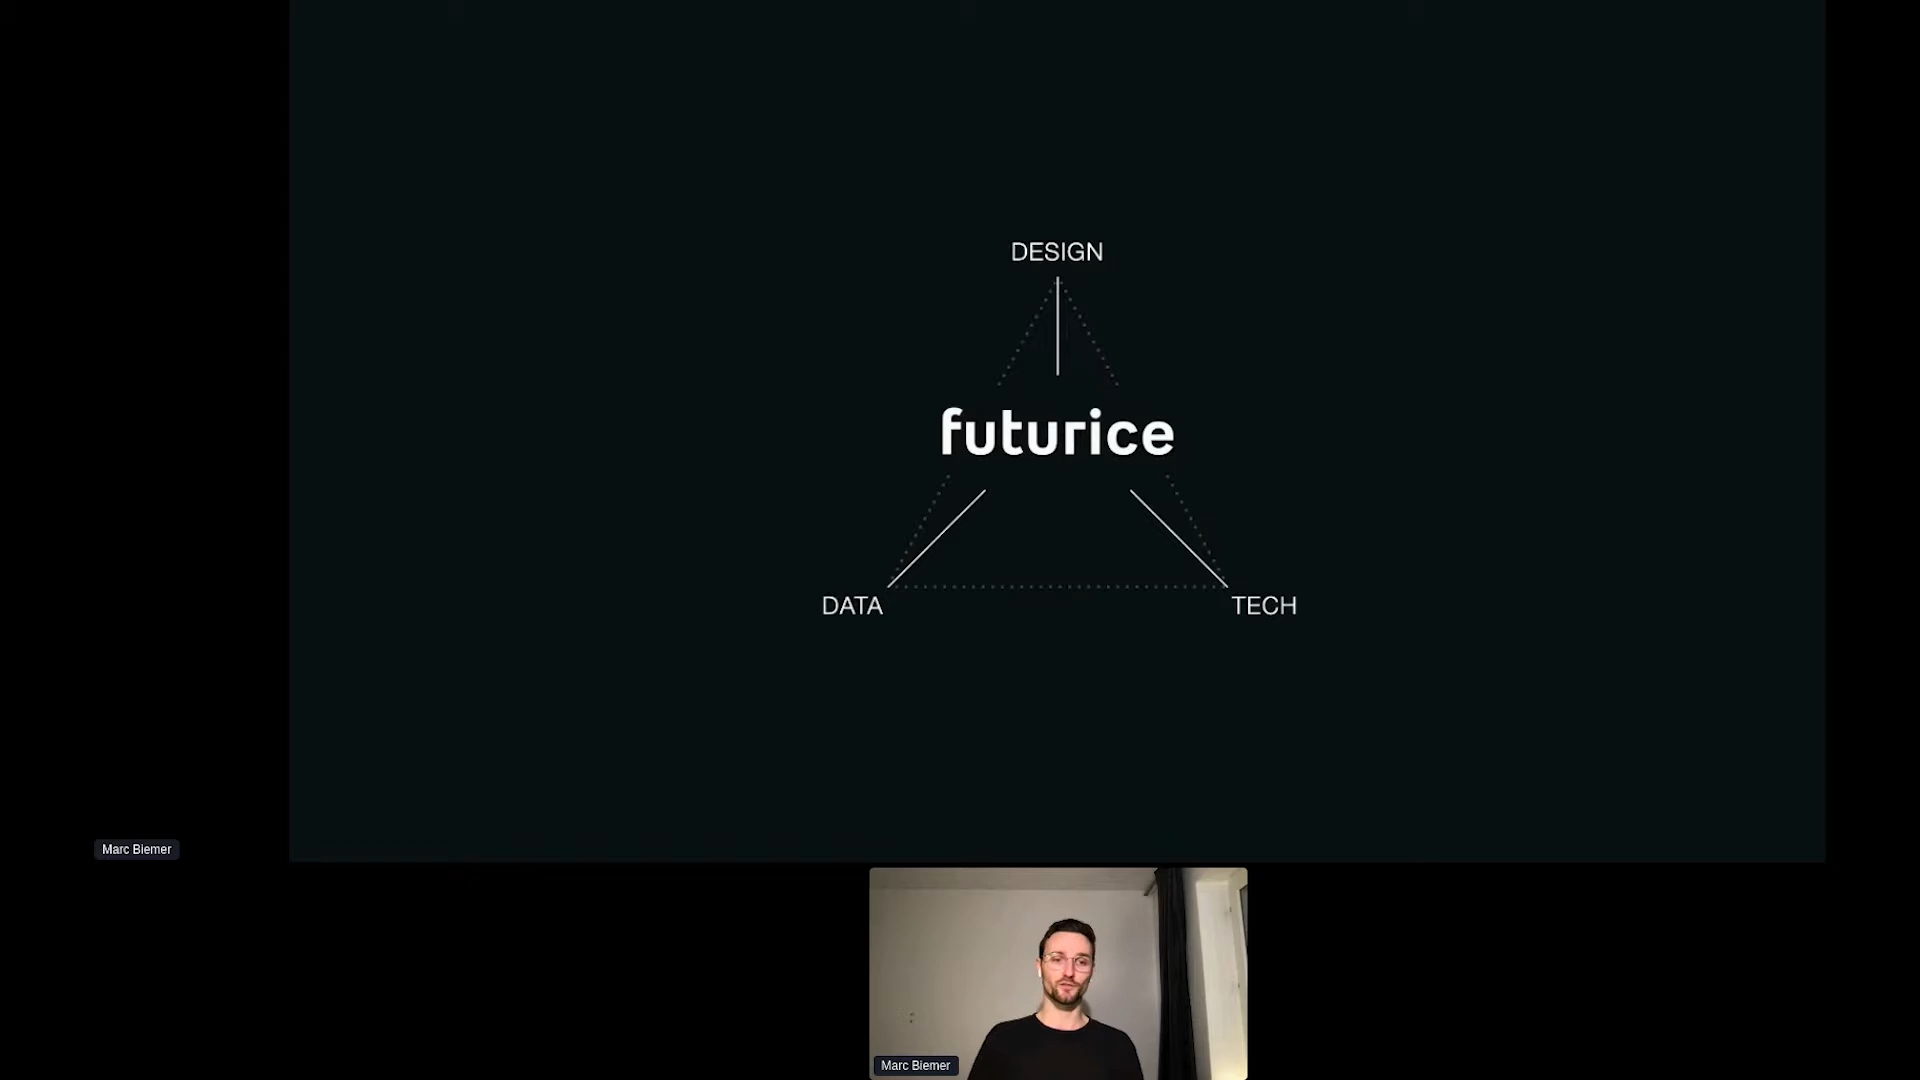 DESIGN
futurice
DATA
TECH
Marc Biemer
Marc Biemer